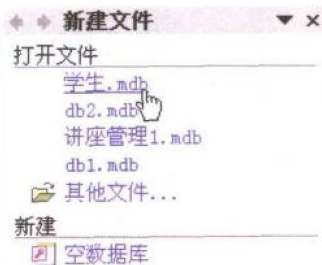 新建文件
打开文件
学生.mdb
db2.mdb
讲座管理1.mdb
db1.mdb
其他文件...
新建
空数据库